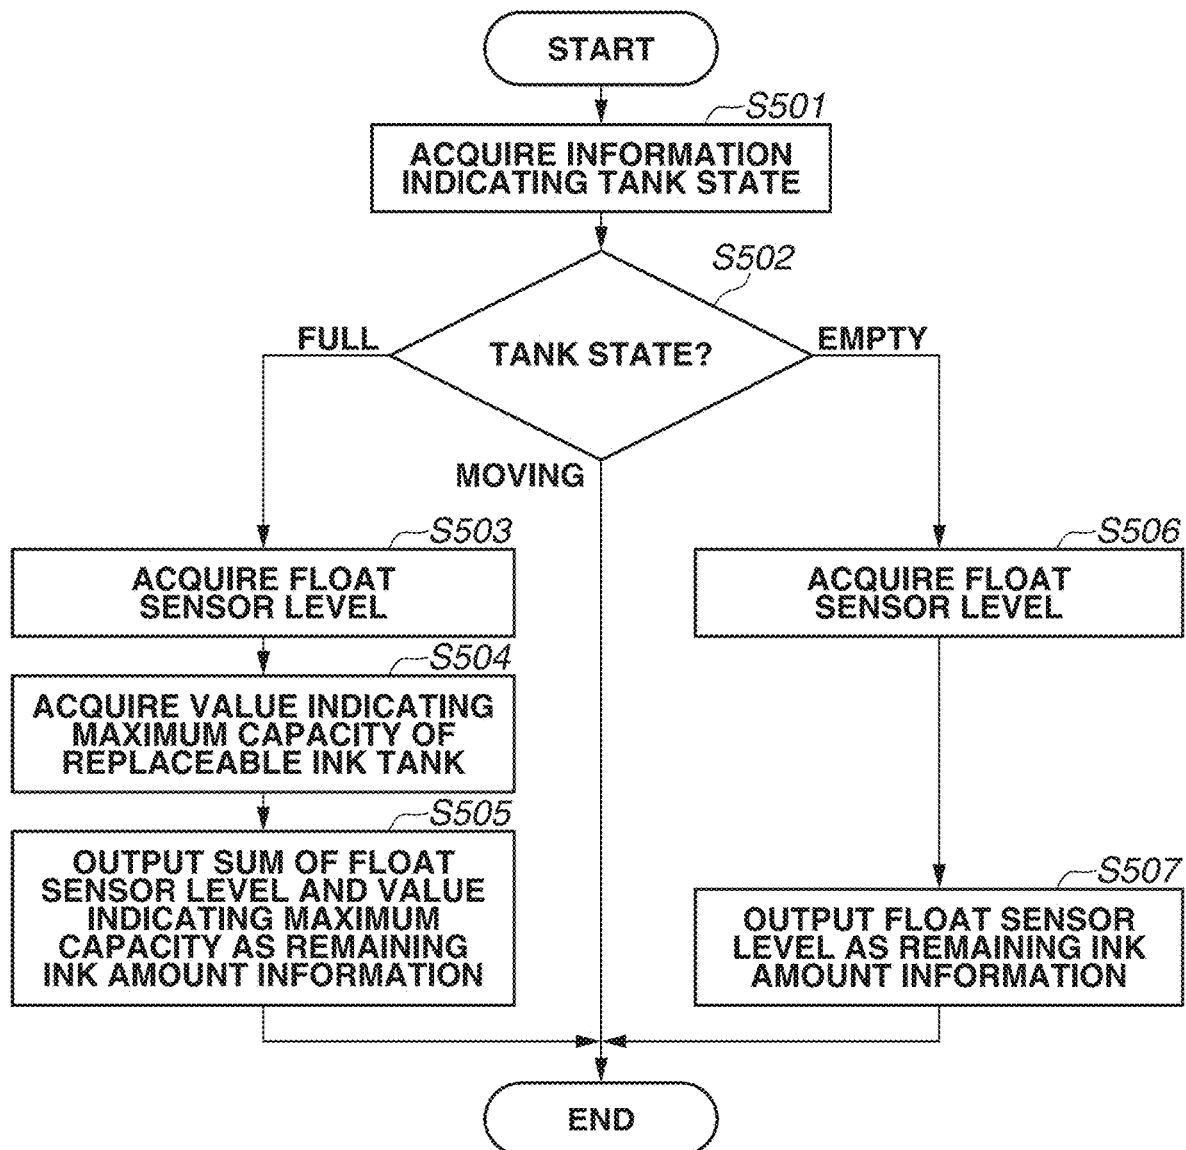 START
S501
ACQUIRE INFORMATION
INDICATING TANK STATE
S502
TANK STATE?
FULL
EMPTY
MOVING
S503
ACQUIRE FLOAT
SENSOR LEVEL
S504
ACQUIRE VALUE INDICATING
MAXIMUM CAPACITY OF
REPLACEABLE INK TANK
S505
OUTPUT SUM OF FLOAT
SENSOR LEVEL AND VALUE
INDICATING MAXIMUM
CAPACITY AS REMAINING
INK AMOUNT INFORMATION
S506
ACQUIRE FLOAT
SENSOR LEVEL
S507
OUTPUT FLOAT SENSOR
LEVEL AS REMAINING INK
AMOUNT INFORMATION
END